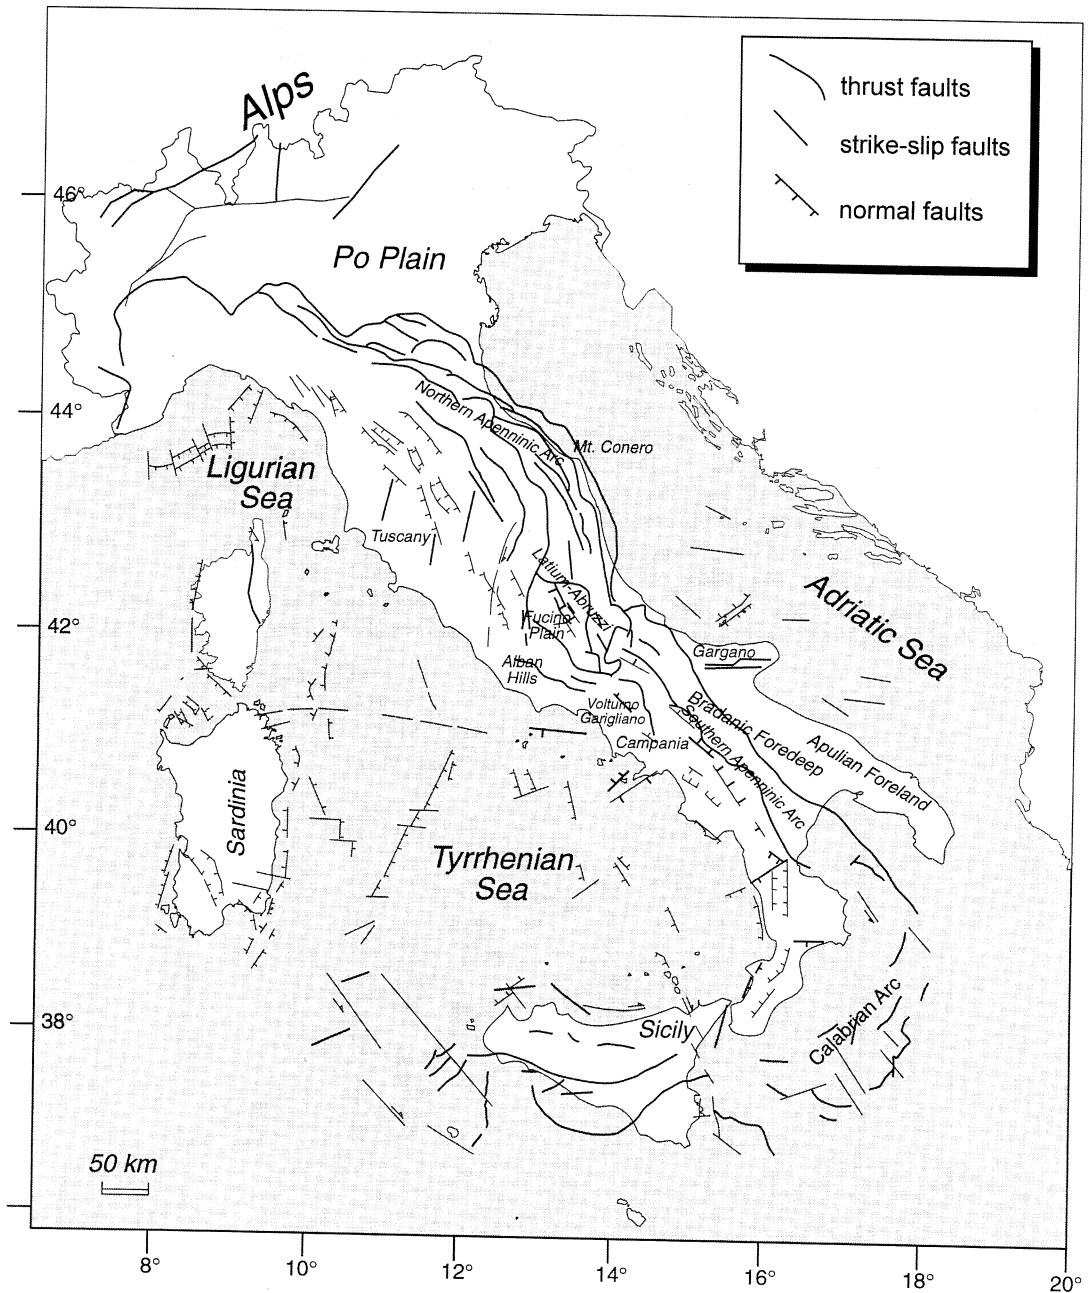 thrust faults
strike-slip faults
normal faults
Alps
46°
Po Plain
44°
Northern Apenninic Arc
Mt. Conero
Ligurian
Sea
Tuscany
Latium-Abruzzi
Adriatic Sea
42°
Fucino
Plain
Gargano
Alban
Hills
Volturno
Garigliano
Bradanic Foredeep
Southern Apenninic Arc
Campania
Apulian Foreland
Sardinia
40°
Tyrrhenian
Sea
38°
Sicily
Calabrian Arc
50 km
8°
10°
12°
14°
16°
18°
20°